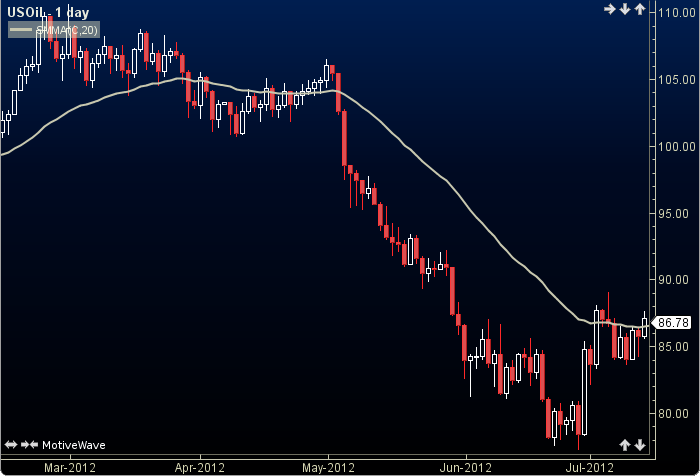 USOil - 1 day
SMMA(C,20)
110.00
105.00
100.00
95.00
90.00
86.78
85.00
80.00
MotiveWave
Mar-2012 Apr-2012 May-2012 Jun-2012 Jul-2012